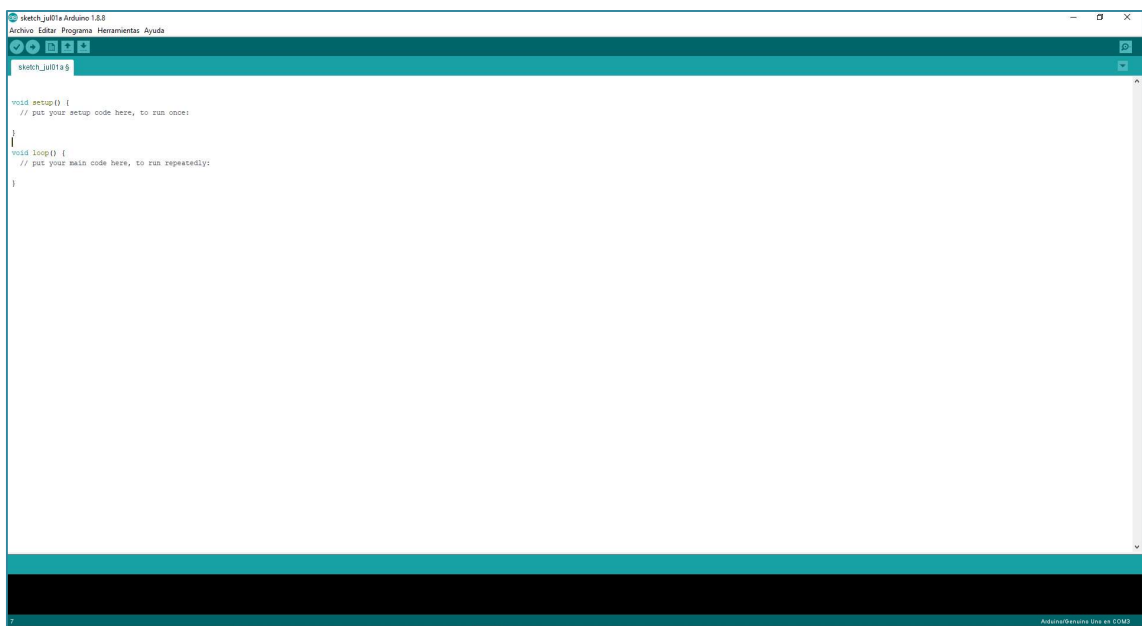 sketch_jul01a Arduino 1.8.8
Archivo Editar Programa Herramientas Ayuda
sketch_jul01a §
void setup() {
// put your setup code here, to run once:
}
void loop() {
// put your main code here, to run repeatedly:
}
7
Arduino/Genuino Uno en COM3